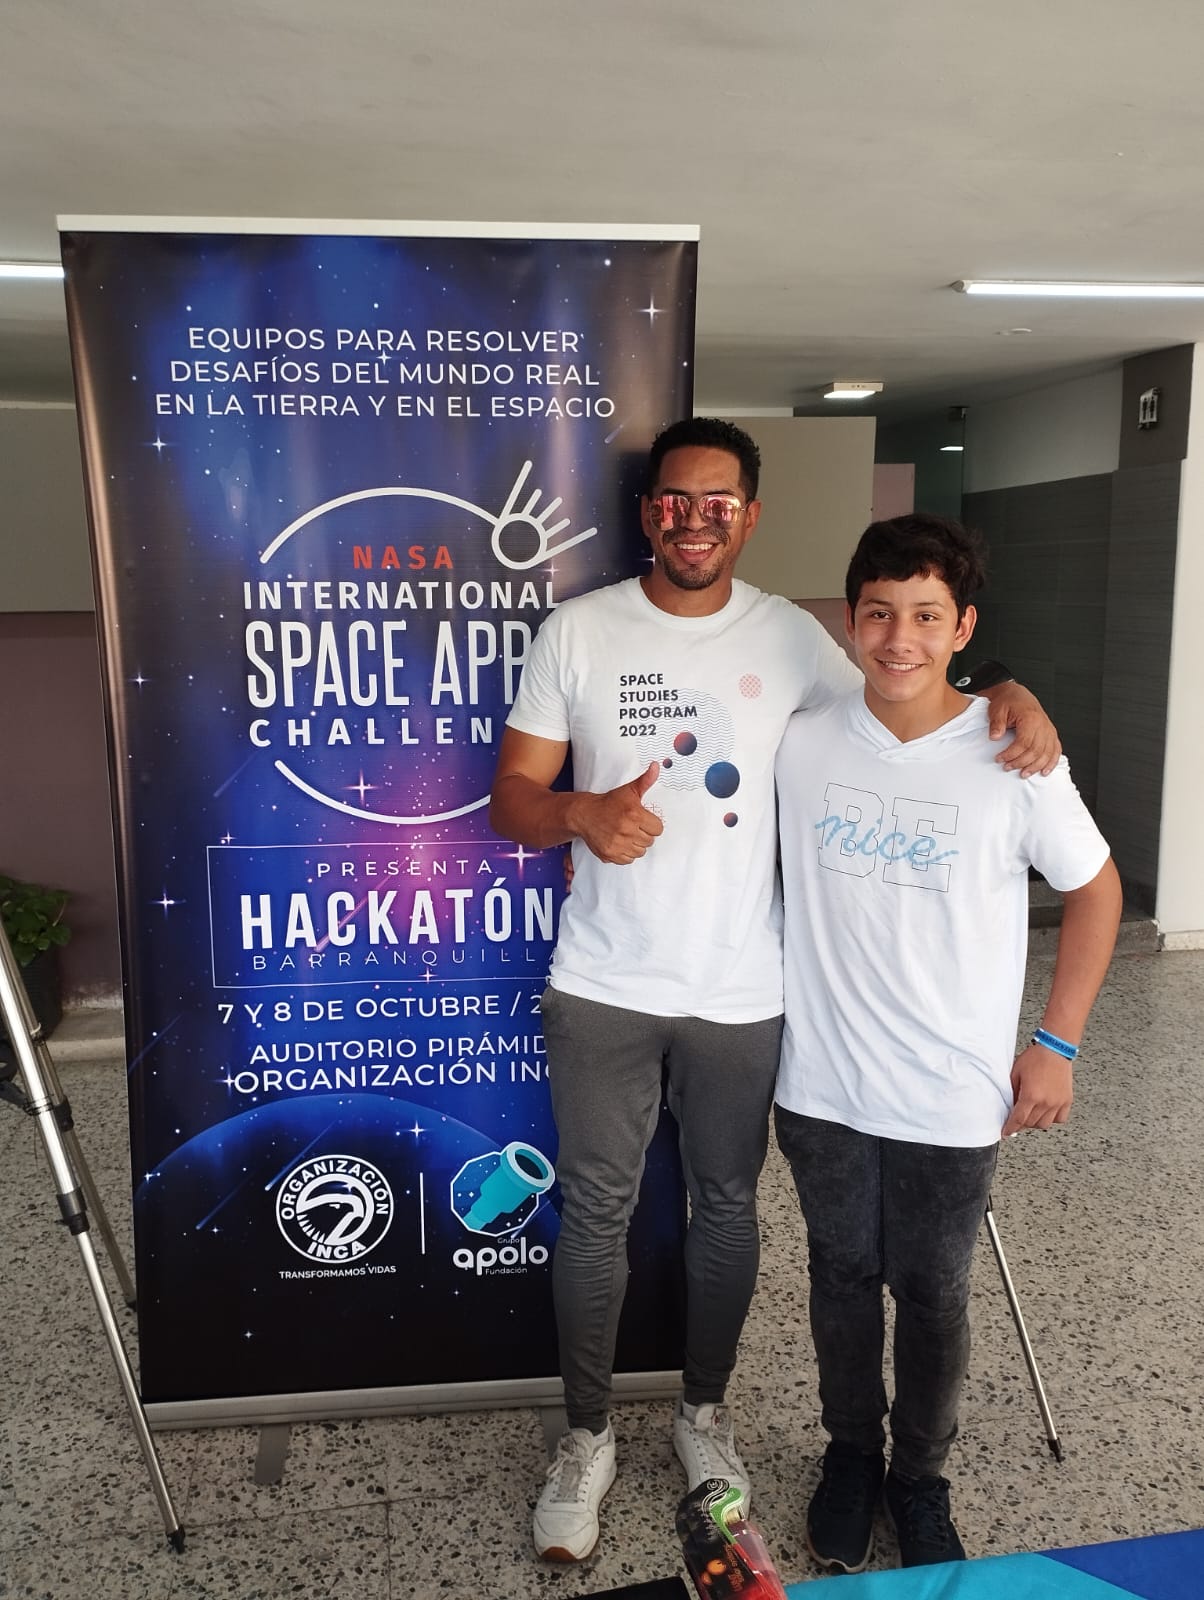 EQUIPOS PARA RESOLVER
DESAFÍOS DEL MUNDO REAL
EN LA TIERRA Y EN EL ESPACIO
NASA
INTERNATIONAL
SPACE APP
CHALLEN
PRESENTA
HACKATÓN
BARRANQUILLA
7 Y 8 DE OCTUBRE / 2
AUDITORIO PIRÁMID
ORGANIZACIÓN INC
ORGANIZACIÓN
INCA
TRANSFORMAMOS VIDAS
Grupo
apolo
Fundación
SPACE
STUDIES
PROGRAM
2022
BE
nice